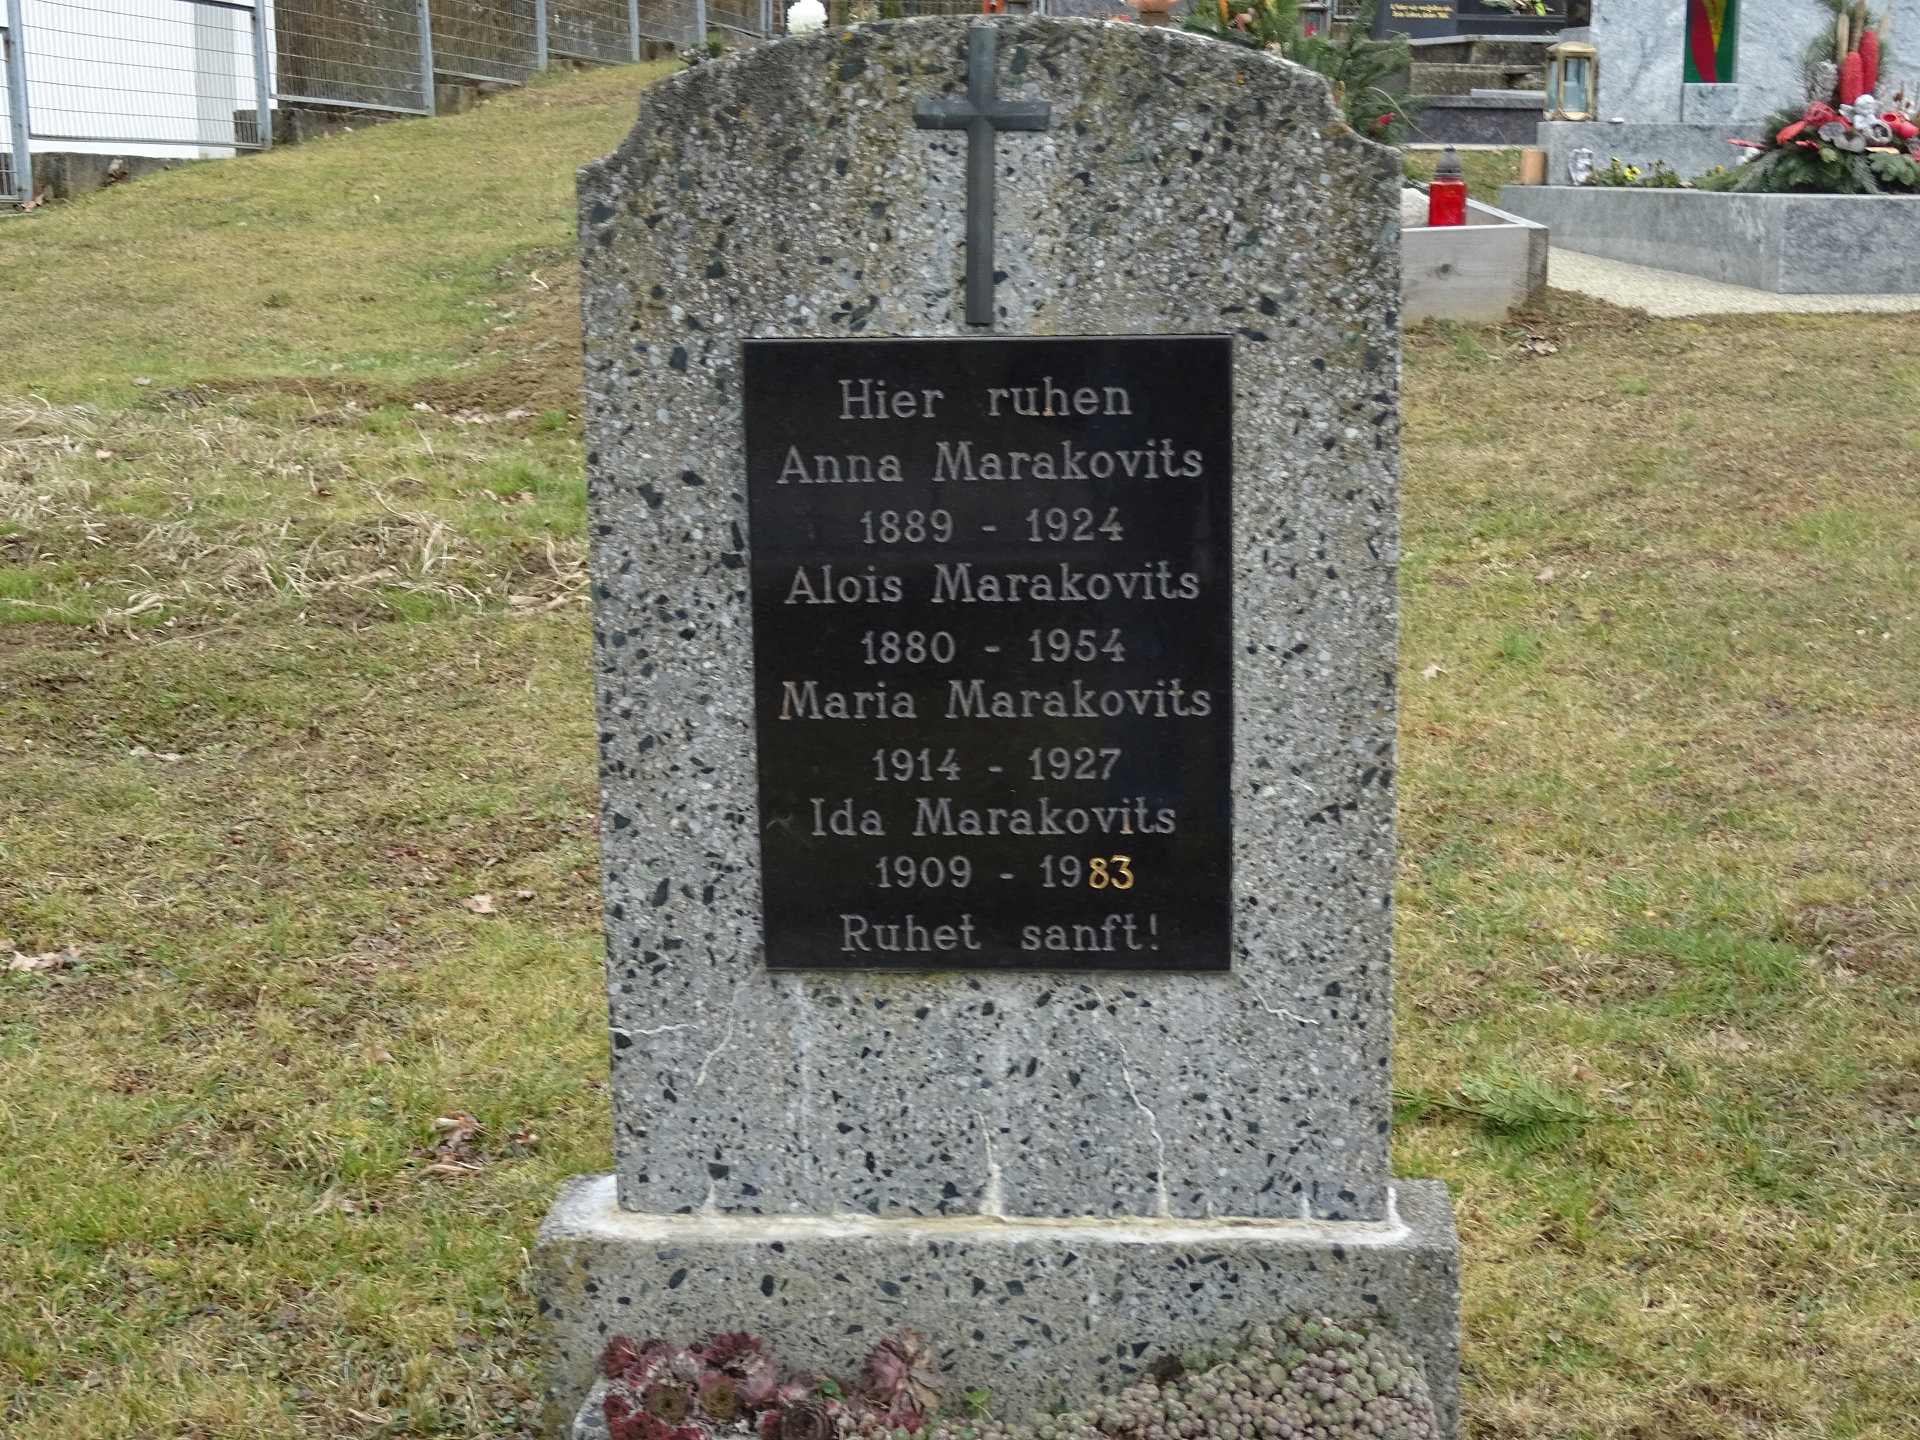 Hier ruhen
Anna Marakovits
1889 - 1924
Alois Marakovits
1880 - 1954
Maria Marakovits
1914 - 1927
Ida Marakovits
1909 - 1983
Ruhet sanft!